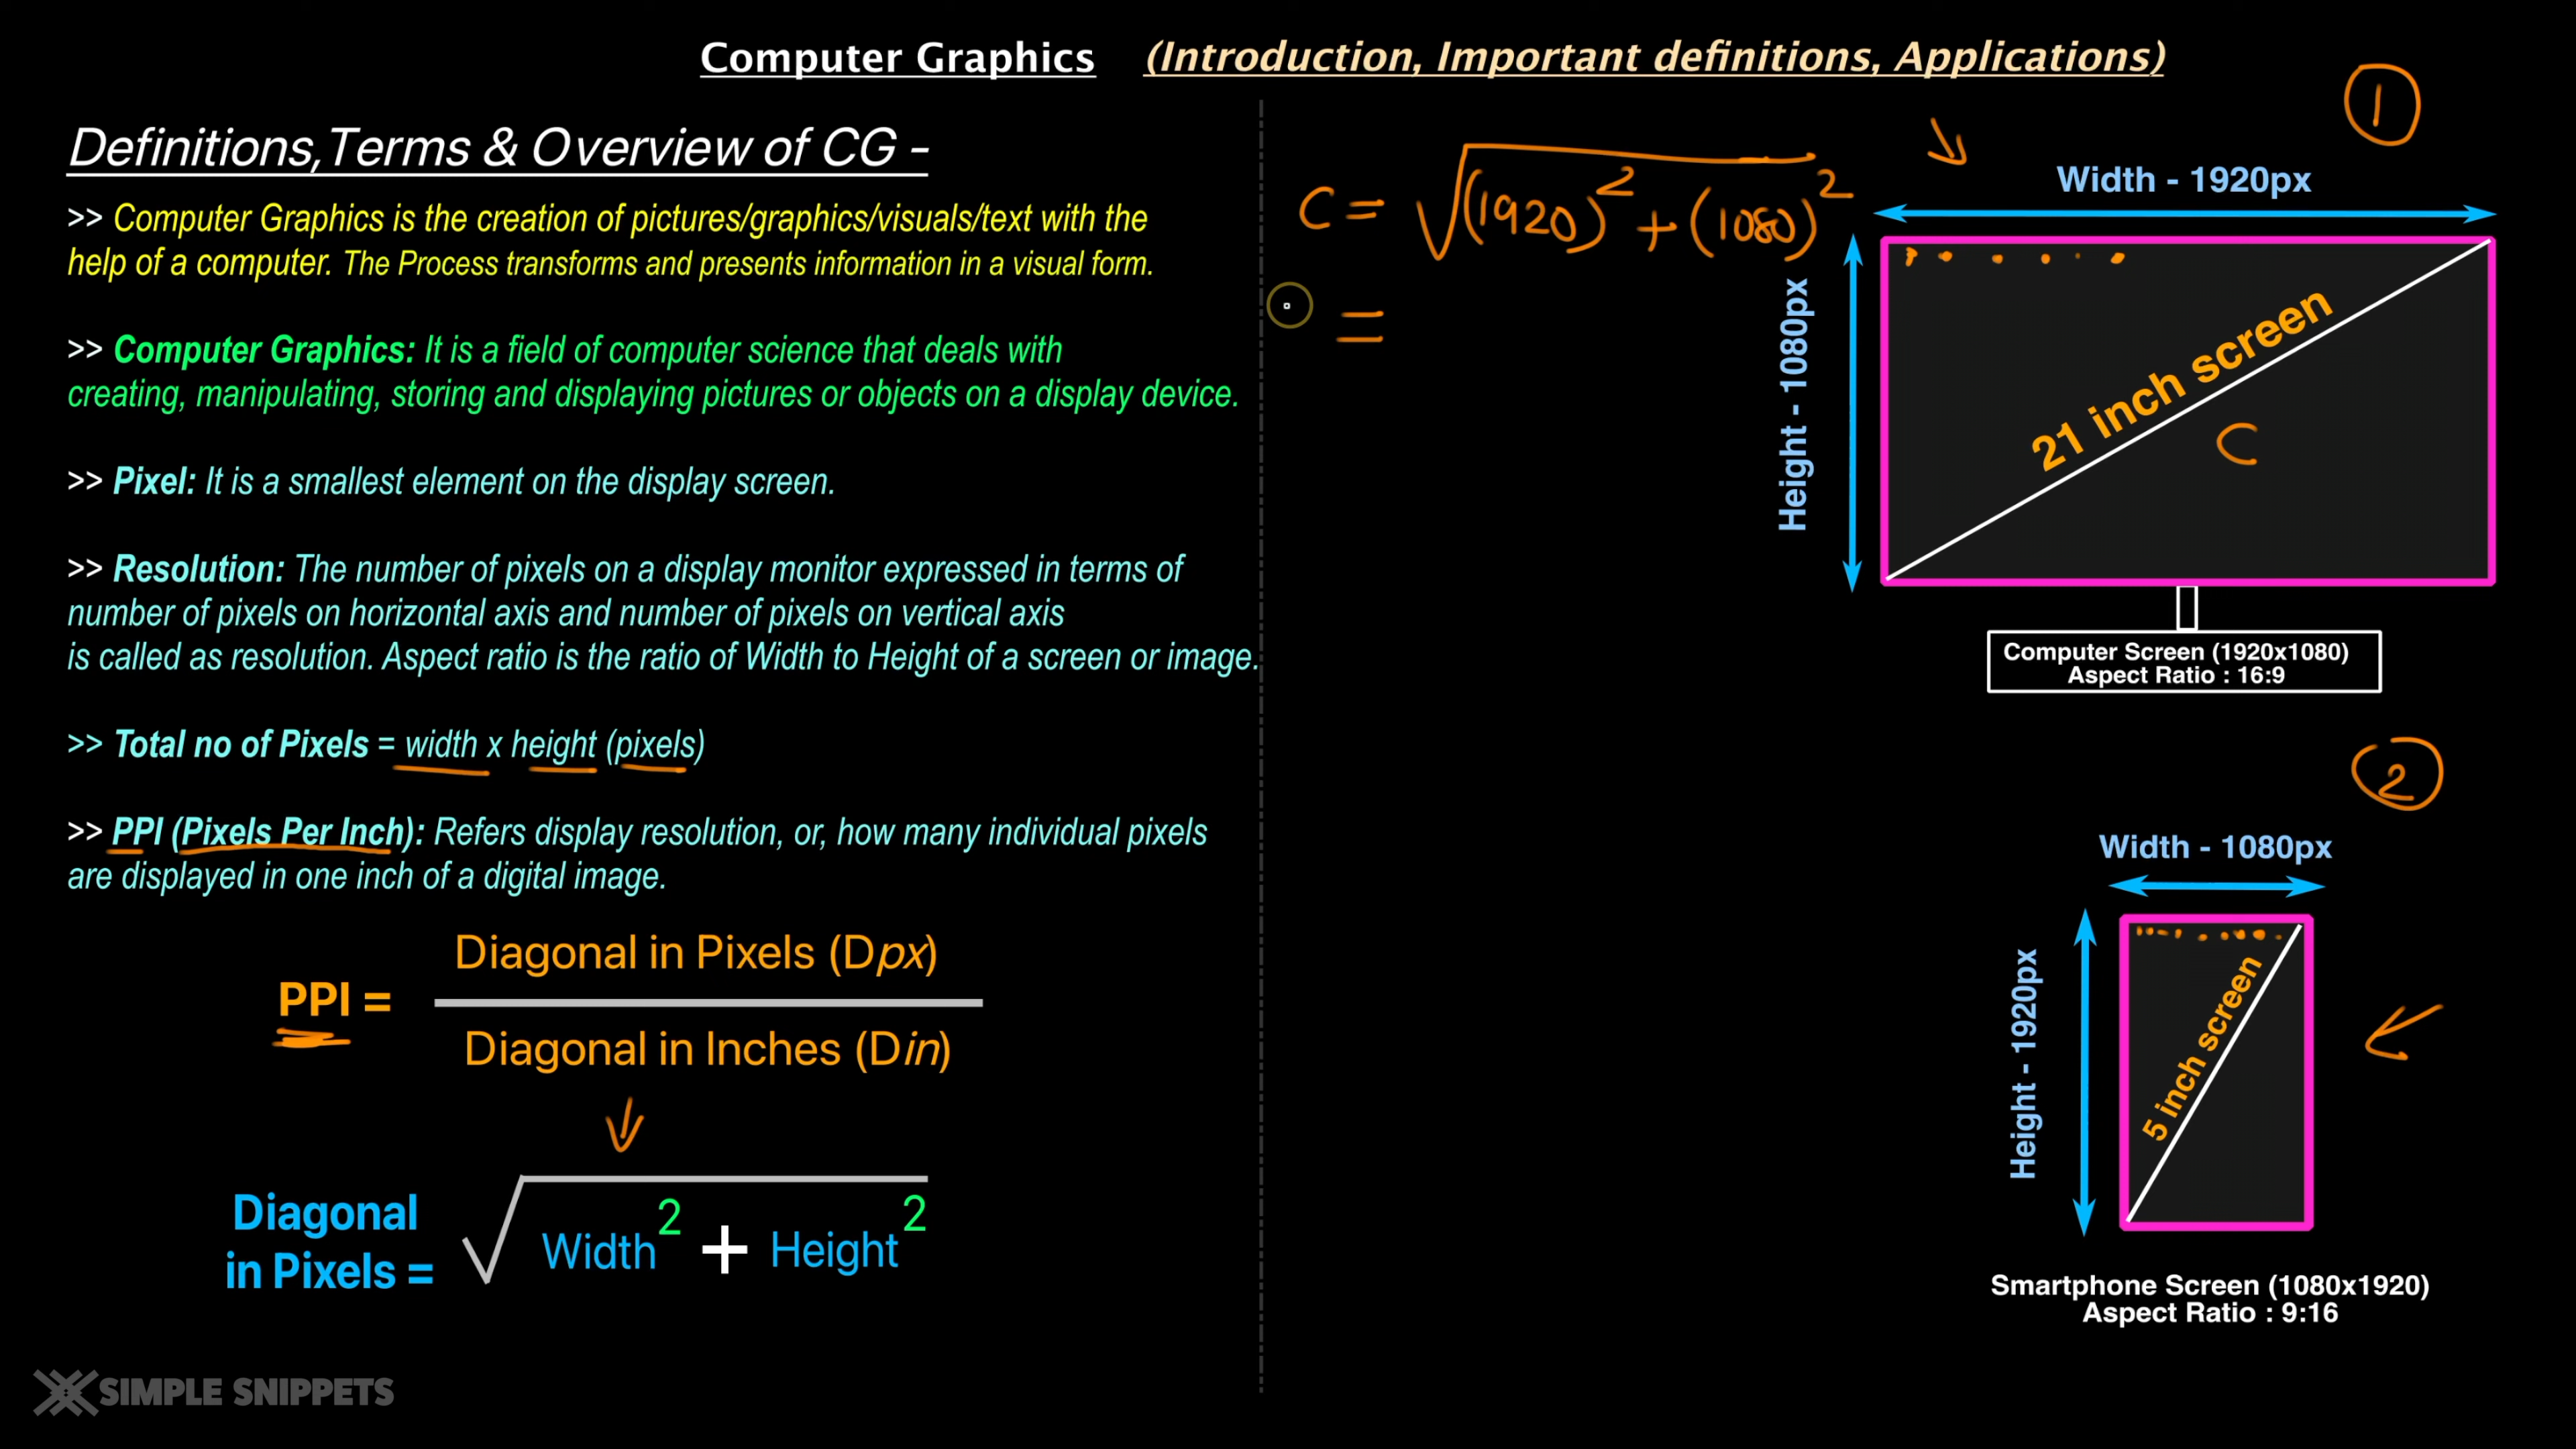 Computer Graphics (Introduction, Important definitions, Applications)
Definitions,Terms & Overview of CG -
>> Computer Graphics is the creation of pictures/graphics/visuals/text with the
help of a computer. The Process transforms and presents information in a visual form.
>> Computer Graphics: It is a field of computer science that deals with
creating, manipulating, storing and displaying pictures or objects on a display device.
>> Pixel: It is a smallest element on the display screen.
>> Resolution: The number of pixels on a display monitor expressed in terms of
number of pixels on horizontal axis and number of pixels on vertical axis
is called as resolution. Aspect ratio is the ratio of Width to Height of a screen or image.
>> Total no of Pixels = width x height (pixels)
>> PPI (Pixels Per Inch): Refers display resolution, or, how many individual pixels
are displayed in one inch of a digital image.
PPI = Diagonal in Pixels (Dpx)
Diagonal in Inches (Din)
Diagonal
in Pixels = √ Width² + Height²
SIMPLE SNIPPETS
C = √(1920)² + (1080)²
=
1
Width - 1920px
Height - 1080px
21 inch screen
C
Computer Screen (1920x1080)
Aspect Ratio : 16:9
2
Width - 1080px
Height - 1920px
5 inch screen
Smartphone Screen (1080x1920)
Aspect Ratio : 9:16